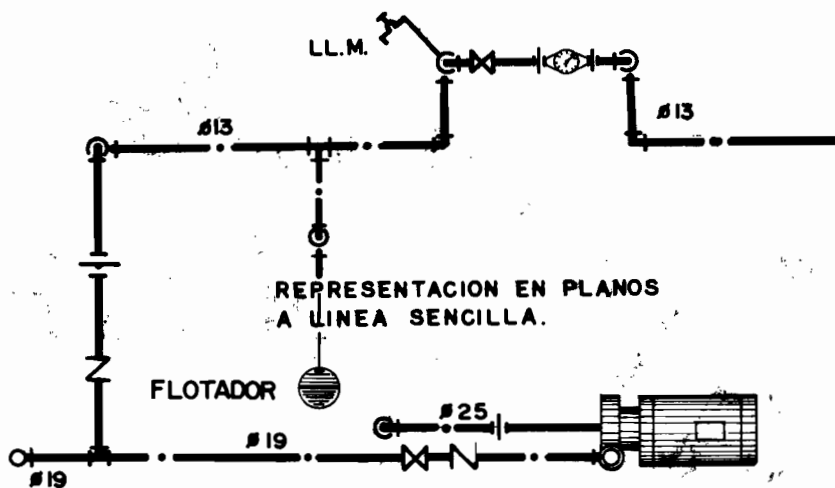 LL.M.
ø13
ø13
REPRESENTACION EN PLANOS
A LINEA SENCILLA.
FLOTADOR
ø25
ø19
ø19